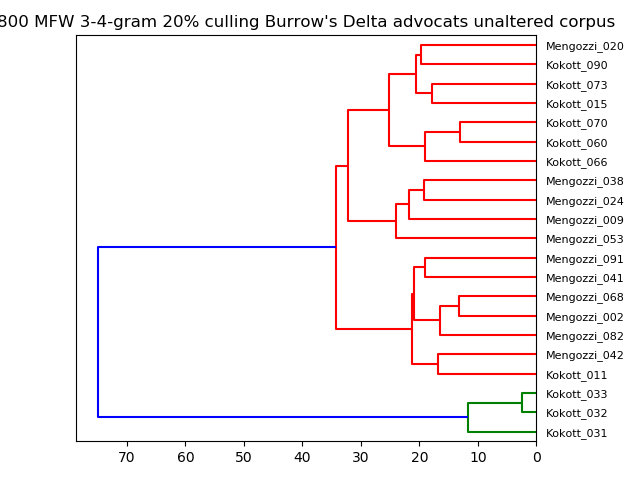 800 MFW 3-4-gram 20% culling Burrow's Delta advocats unaltered corpus
Mengozzi_020
Kokott_090
Kokott_073
Kokott_015
Kokott_070
Kokott_060
Kokott_066
Mengozzi_038
Mengozzi_024
Mengozzi_009
Mengozzi_053
Mengozzi_091
Mengozzi_041
Mengozzi_068
Mengozzi_002
Mengozzi_082
Mengozzi_042
Kokott_011
Kokott_033
Kokott_032
Kokott_031
70 60 50 40 30 20 10 0